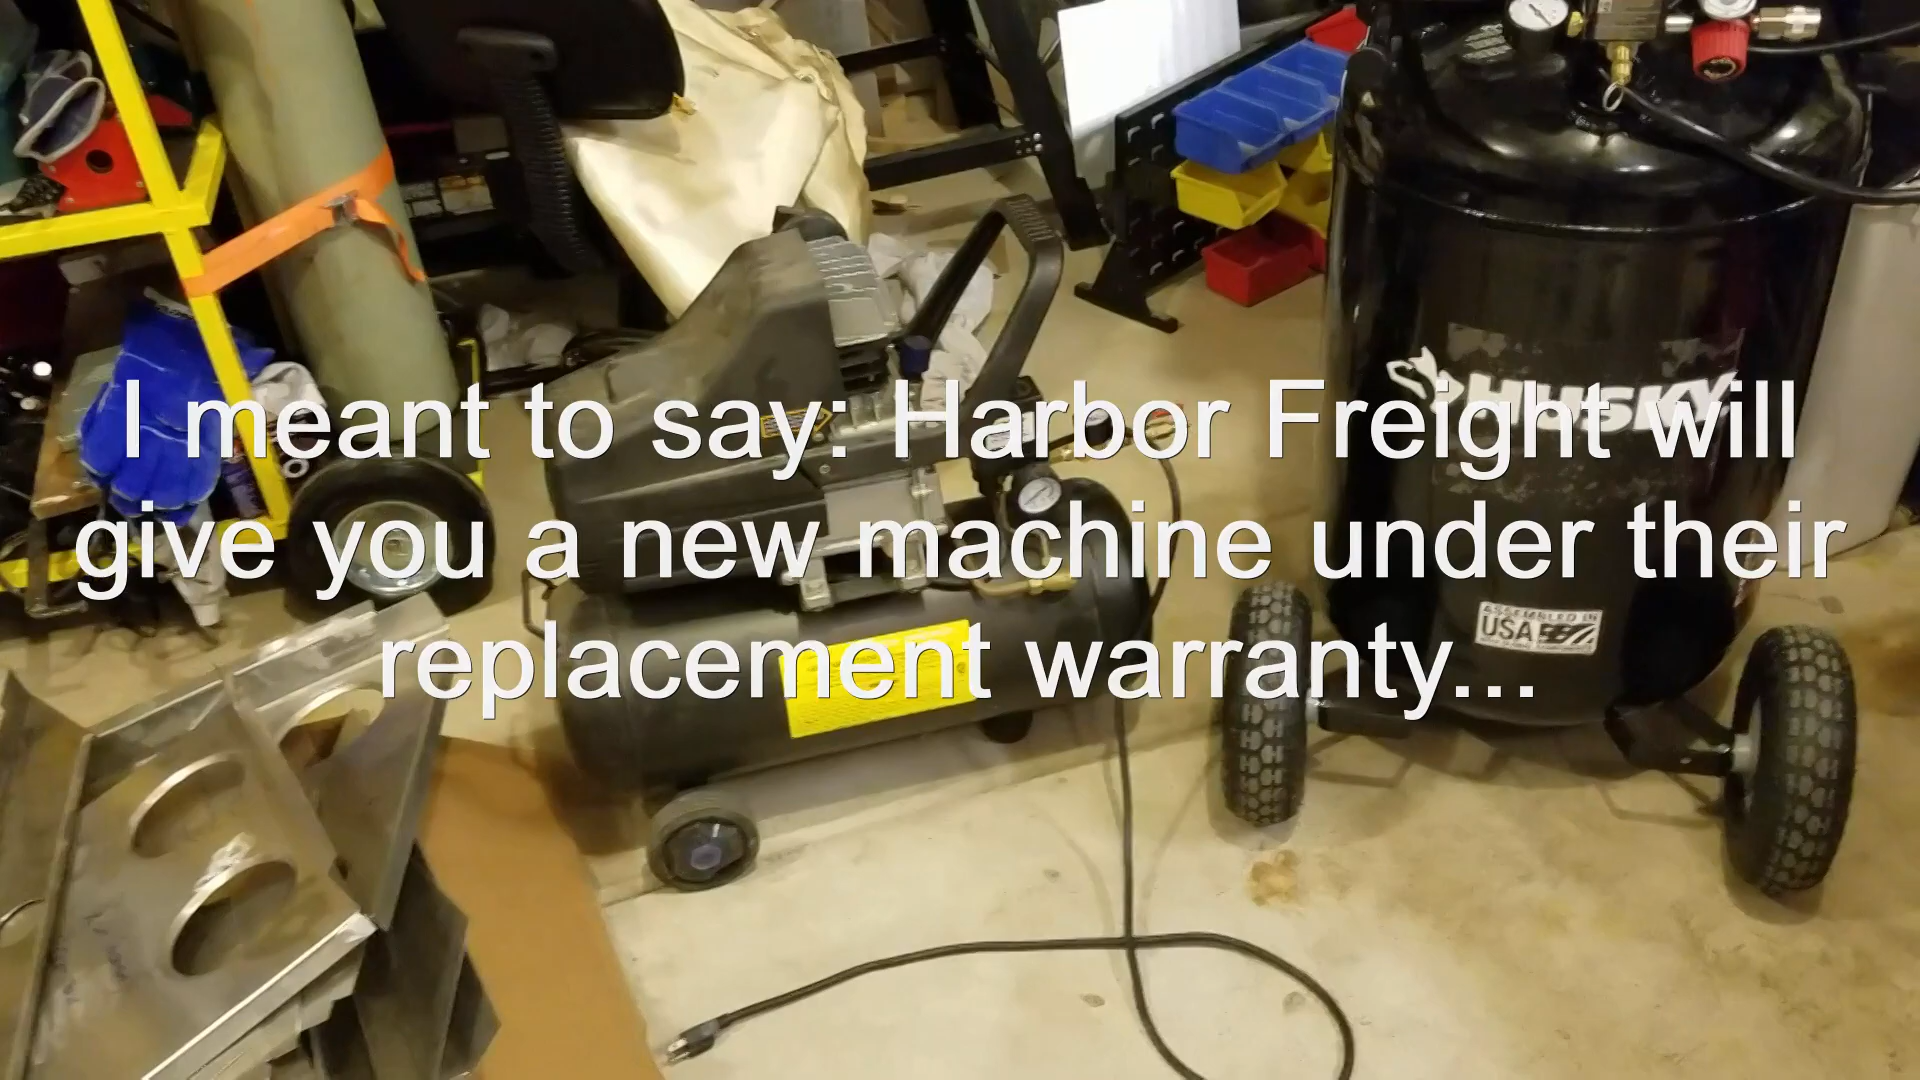 HUSKY
I meant to say: Harbor Freight will
give you a new machine under their
replacement warranty...
ASSEMBLED IN
USA